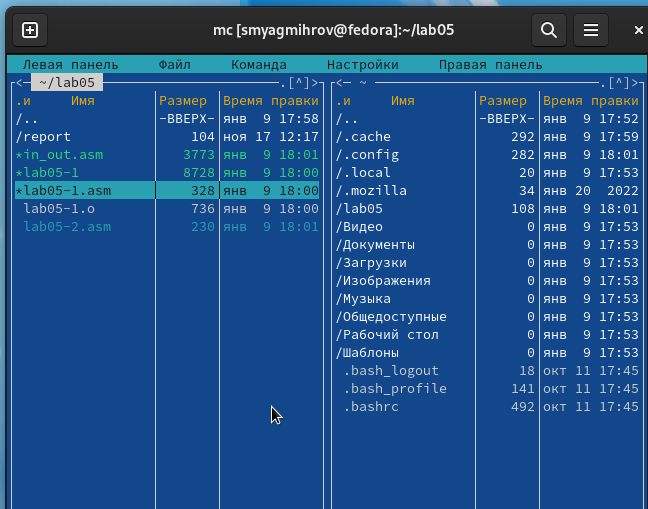 mc [smyagmihrov@fedora]:~/lab05
Левая панель Файл Команда Настройки Правая панель
<— ~/lab05 .[^]>
.и Имя Размер Время правки
/.. -ВВЕРХ- янв 9 17:58
/report 104 ноя 17 12:17
*in_out.asm 3773 янв 9 18:01
*lab05-1 8728 янв 9 18:00
*lab05-1.asm 328 янв 9 18:00
lab05-1.o 736 янв 9 18:00
lab05-2.asm 230 янв 9 18:01
<— ~ .[^]>
.и Имя Размер Время правки
/.. -ВВЕРХ- янв 9 17:52
/.cache 292 янв 9 17:59
/.config 282 янв 9 18:01
/.local 20 янв 9 17:53
/.mozilla 34 янв 20 2022
/lab05 108 янв 9 18:01
/Видео 0 янв 9 17:53
/Документы 0 янв 9 17:53
/Загрузки 0 янв 9 17:53
/Изображения 0 янв 9 17:53
/Музыка 0 янв 9 17:53
/Общедоступные 0 янв 9 17:53
/Рабочий стол 0 янв 9 17:53
/Шаблоны 0 янв 9 17:53
.bash_logout 18 окт 11 17:45
.bash_profile 141 окт 11 17:45
.bashrc 492 окт 11 17:45